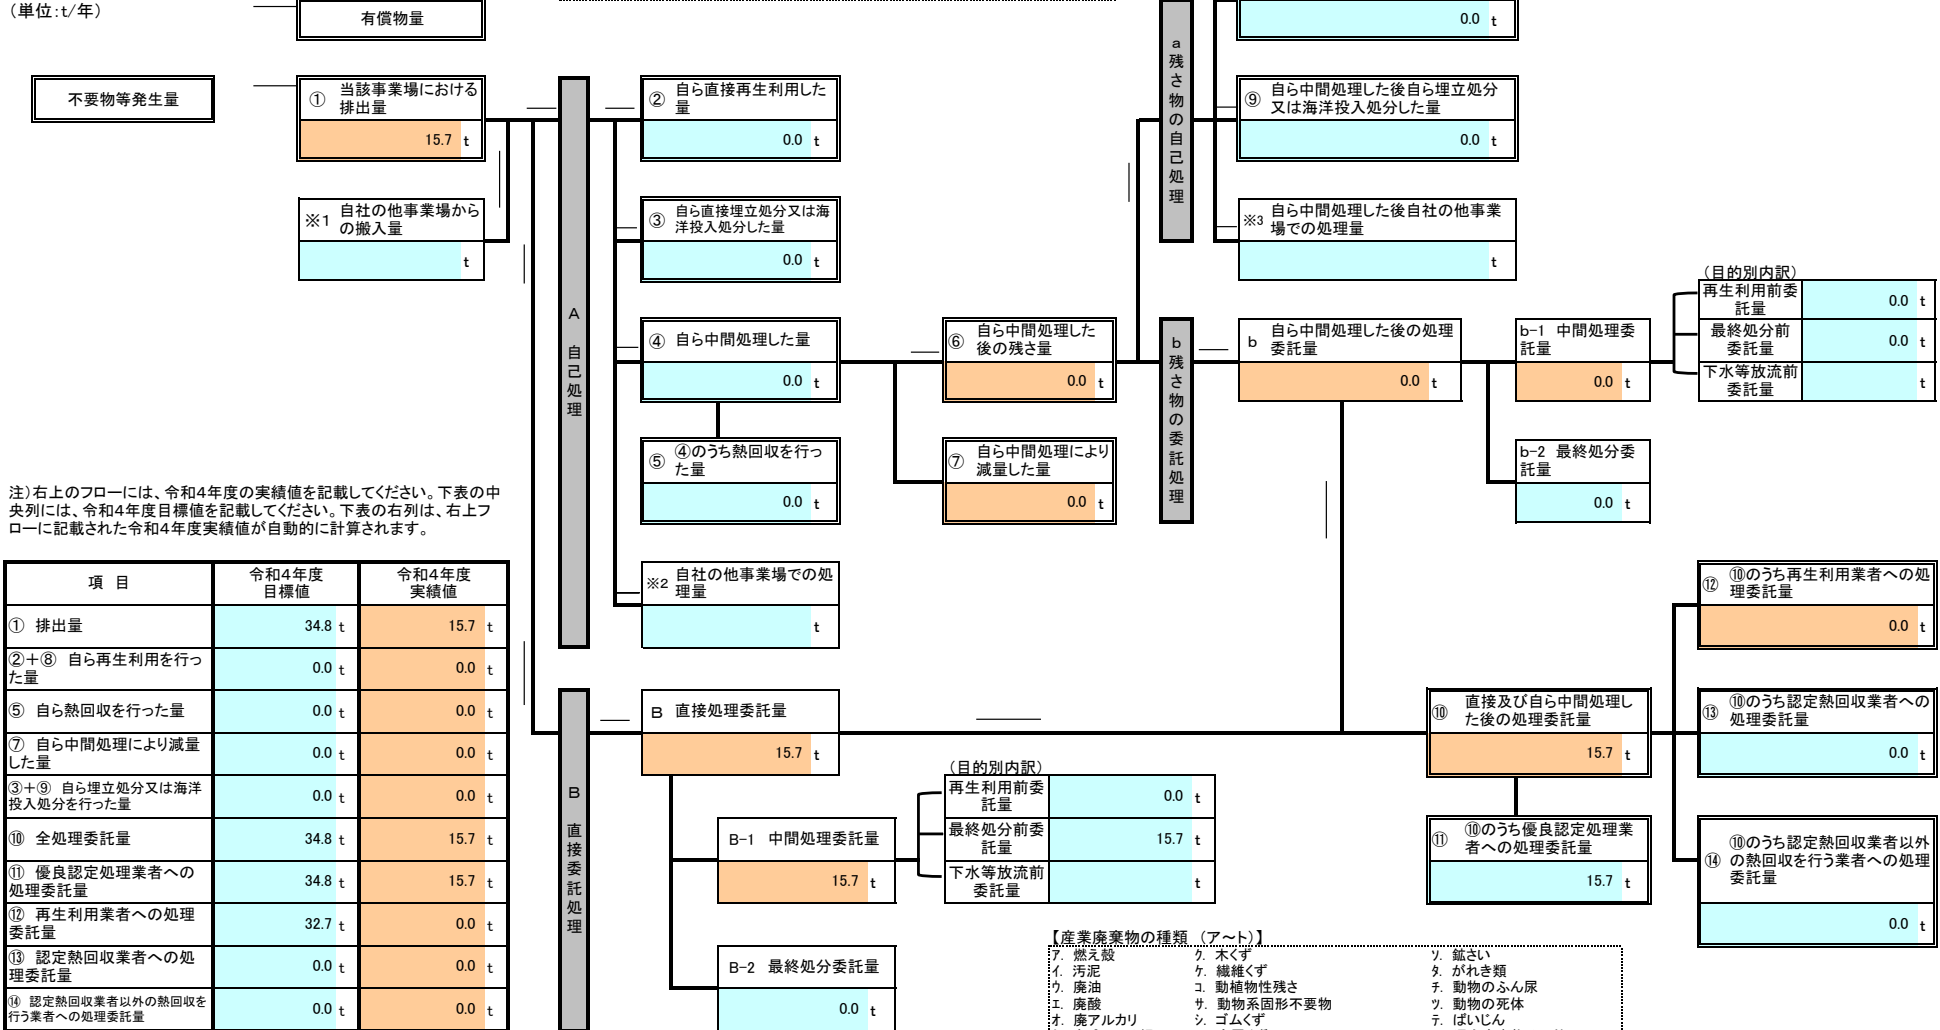 （単位:t/年）
有償物量
0.0 t
不要物等発生量
① 当該事業場における
排出量
15.7 t
② 自ら直接再生利用した
量
0.0 t
a 残さ物の自己処理
⑨ 自ら中間処理した後自ら埋立処分
又は海洋投入処分した量
0.0 t
※1 自社の他事業場から
の搬入量
t
③ 自ら直接埋立処分又は海
洋投入処分した量
0.0 t
※3 自ら中間処理した後自社の他事業
場での処理量
t
A 自己処理
④ 自ら中間処理した量
0.0 t
⑥ 自ら中間処理した
後の残さ量
0.0 t
b 残さ物の委託処理
b 自ら中間処理した後の処理
委託量
0.0 t
b-1 中間処理委
託量
0.0 t
（目的別内訳）
再生利用前委
託量
0.0 t
最終処分前
委託量
0.0 t
下水等放流前
委託量
t
⑤ ④のうち熱回収を行っ
た量
0.0 t
⑦ 自ら中間処理により
減量した量
0.0 t
b-2 最終処分委
託量
0.0 t
注）右上のフローには、令和4年度の実績値を記載してください。下表の中
央列には、令和4年度目標値を記載してください。下表の右列は、右上フ
ローに記載された令和4年度実績値が自動的に計算されます。
※2 自社の他事業場での処
理量
t
項 目
令和4年度
目標値
令和4年度
実績値
① 排出量 34.8 t 15.7 t
②＋⑧ 自ら再生利用を行っ
た量
0.0 t 0.0 t
⑤ 自ら熱回収を行った量 0.0 t 0.0 t
⑦ 自ら中間処理により減量
した量
0.0 t 0.0 t
③＋⑨ 自ら埋立処分又は海洋
投入処分を行った量
0.0 t 0.0 t
⑩ 全処理委託量 34.8 t 15.7 t
⑪ 優良認定処理業者への
処理委託量
34.8 t 15.7 t
⑫ 再生利用業者への処理
委託量
32.7 t 0.0 t
⑬ 認定熱回収業者への処
理委託量
0.0 t 0.0 t
⑭ 認定熱回収業者以外の熱回収を
行う業者への処理委託量
0.0 t 0.0 t
B 直接委託処理
B 直接処理委託量
15.7 t
B-1 中間処理委託量
15.7 t
（目的別内訳）
再生利用前委
託量
0.0 t
最終処分前委
託量
15.7 t
下水等放流前
委託量
t
B-2 最終処分委託量
0.0 t
⑩ 直接及び自ら中間処理し
た後の処理委託量
15.7 t
⑪ ⑩のうち優良認定処理業
者への処理委託量
15.7 t
⑫ ⑩のうち再生利用業者への処
理委託量
0.0 t
⑬ ⑩のうち認定熱回収業者への
処理委託量
0.0 t
⑭ ⑩のうち認定熱回収業者以外
の熱回収を行う業者への処理
委託量
0.0 t
【産業廃棄物の種類 （ア～ト）】
ア. 燃え殻 ク. 木くず ソ. 鉱さい
イ. 汚泥 ケ. 繊維くず タ. がれき類
ウ. 廃油 コ. 動植物性残さ チ. 動物のふん尿
エ. 廃酸 サ. 動物系固形不要物 ツ. 動物の死体
オ. 廃アルカリ シ. ゴムくず テ. ばいじん